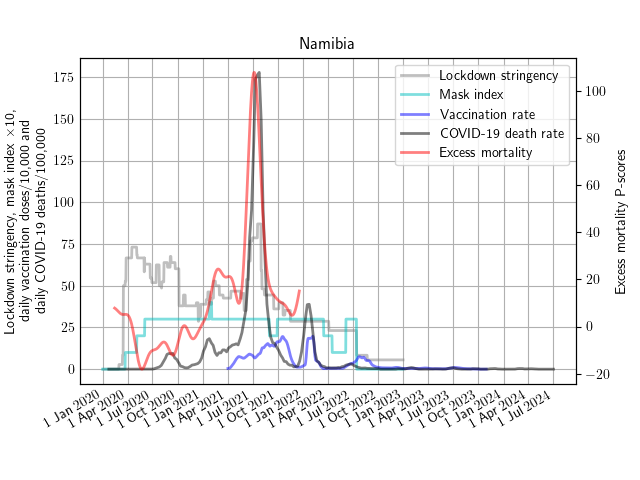 Namibia
Lockdown stringency
Mask index
Vaccination rate
COVID-19 death rate
Excess mortality
Lockdown stringency, mask index ×10,
daily vaccination doses/10,000 and
daily COVID-19 deaths/100,000
175
150
125
100
75
50
25
0
100
80
60
40
20
0
−20
Excess mortality P-scores
1 Jan 2020
1 Apr 2020
1 Jul 2020
1 Oct 2020
1 Jan 2021
1 Apr 2021
1 Jul 2021
1 Oct 2021
1 Jan 2022
1 Apr 2022
1 Jul 2022
1 Oct 2022
1 Jan 2023
1 Apr 2023
1 Jul 2023
1 Oct 2023
1 Jan 2024
1 Apr 2024
1 Jul 2024